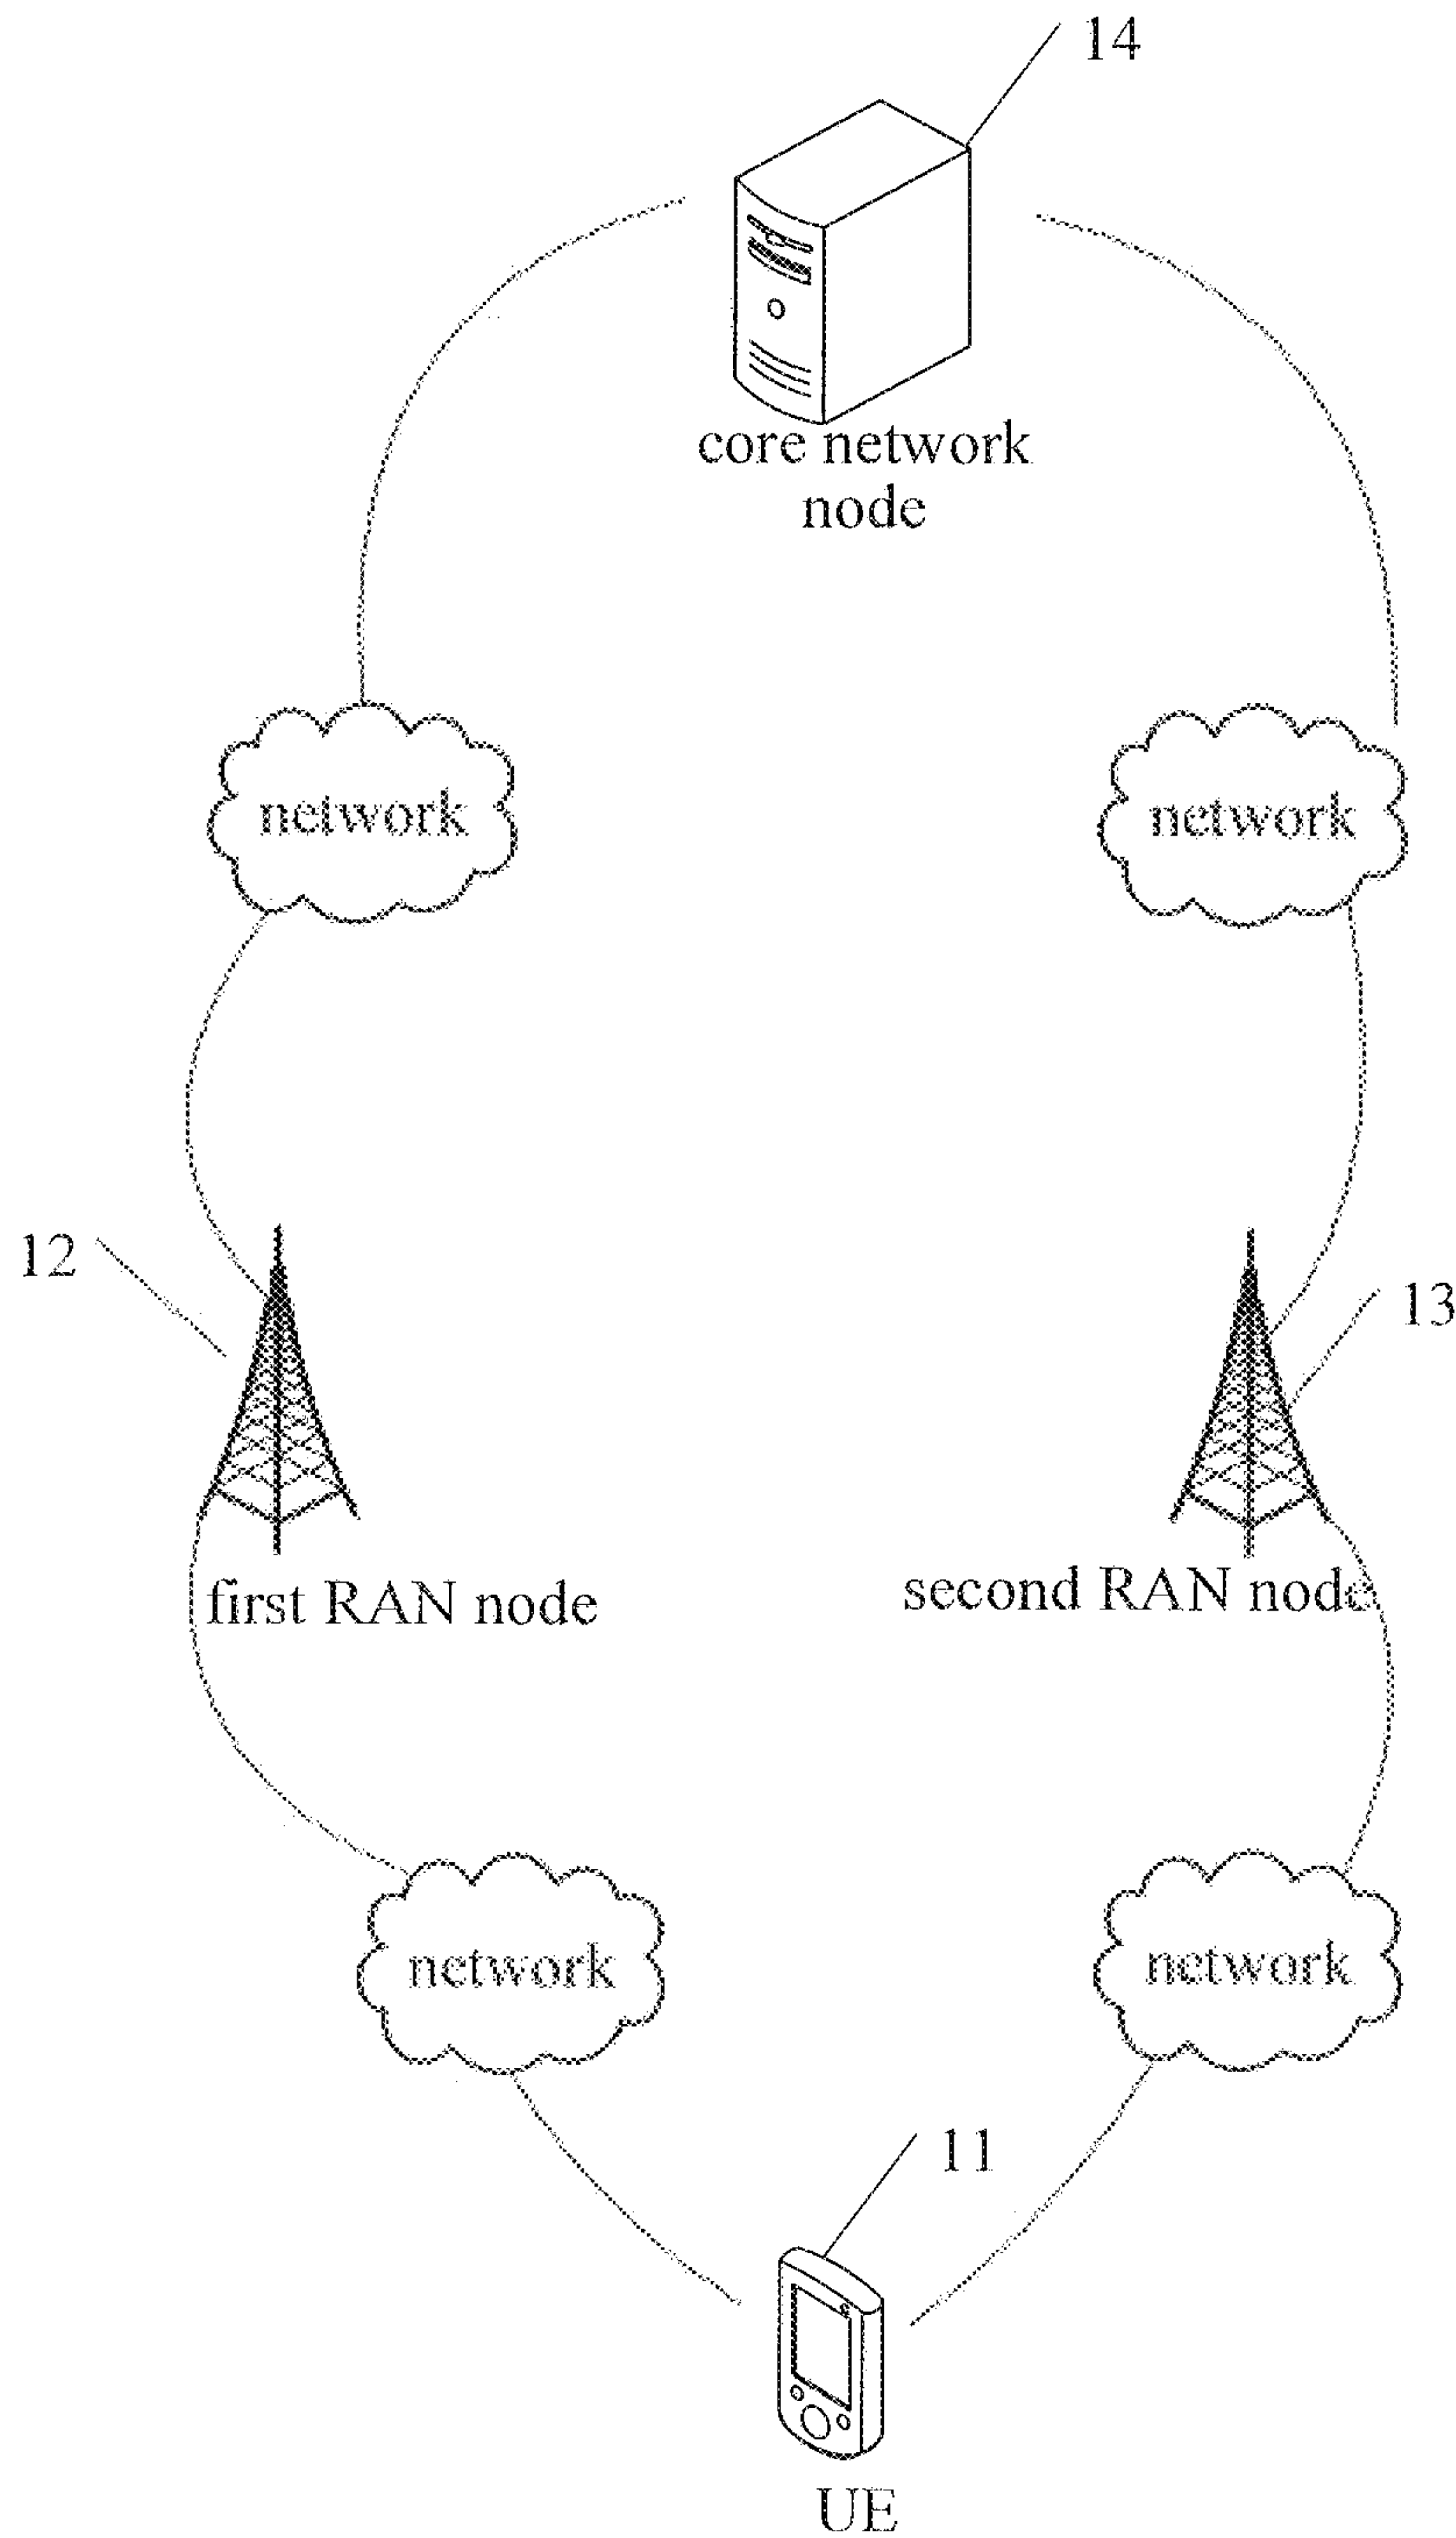 14
core network
node
network
network
12
13
first RAN node
second RAN node
network
network
11
UE